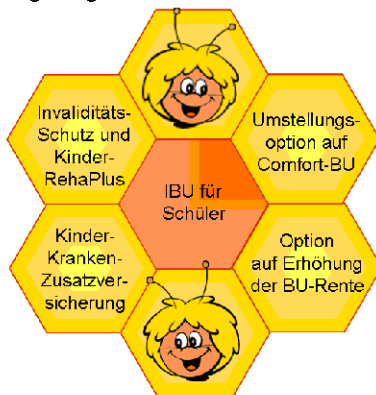 Invaliditäts-
Schutz und
Kinder-
RehaPlus
Umstellungs-
option auf
Comfort-BU
IBU für
Schüler
Kinder-
Kranken-
Zusatzver-
sicherung
Option
auf Erhöhung
der BU-Rente